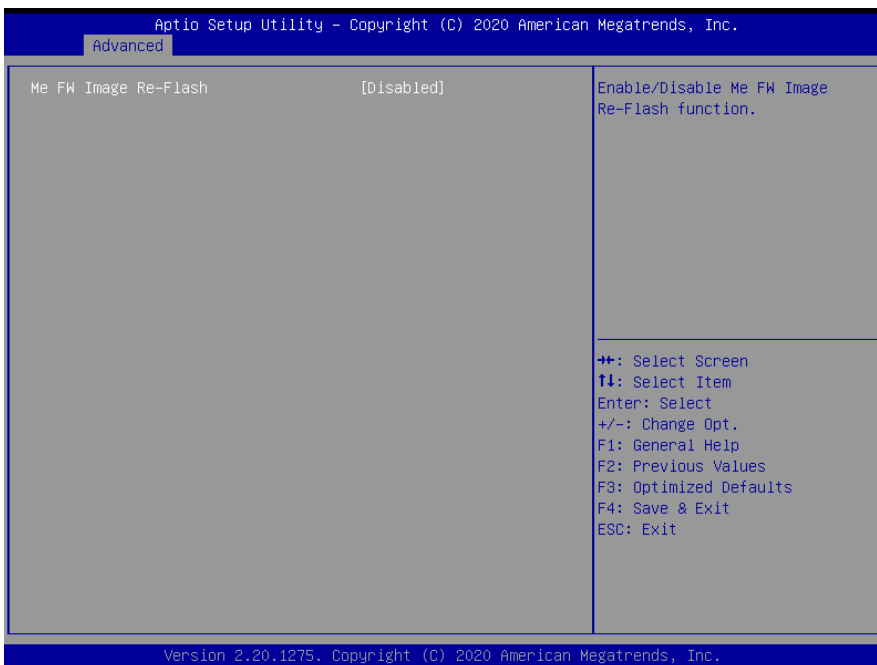 Aptio Setup Utility – Copyright (C) 2020 American Megatrends, Inc.
Advanced
Me FW Image Re-Flash [Disabled]
Enable/Disable Me FW Image
Re-Flash function.
→←: Select Screen
↑↓: Select Item
Enter: Select
+/-: Change Opt.
F1: General Help
F2: Previous Values
F3: Optimized Defaults
F4: Save & Exit
ESC: Exit
Version 2.20.1275. Copyright (C) 2020 American Megatrends, Inc.